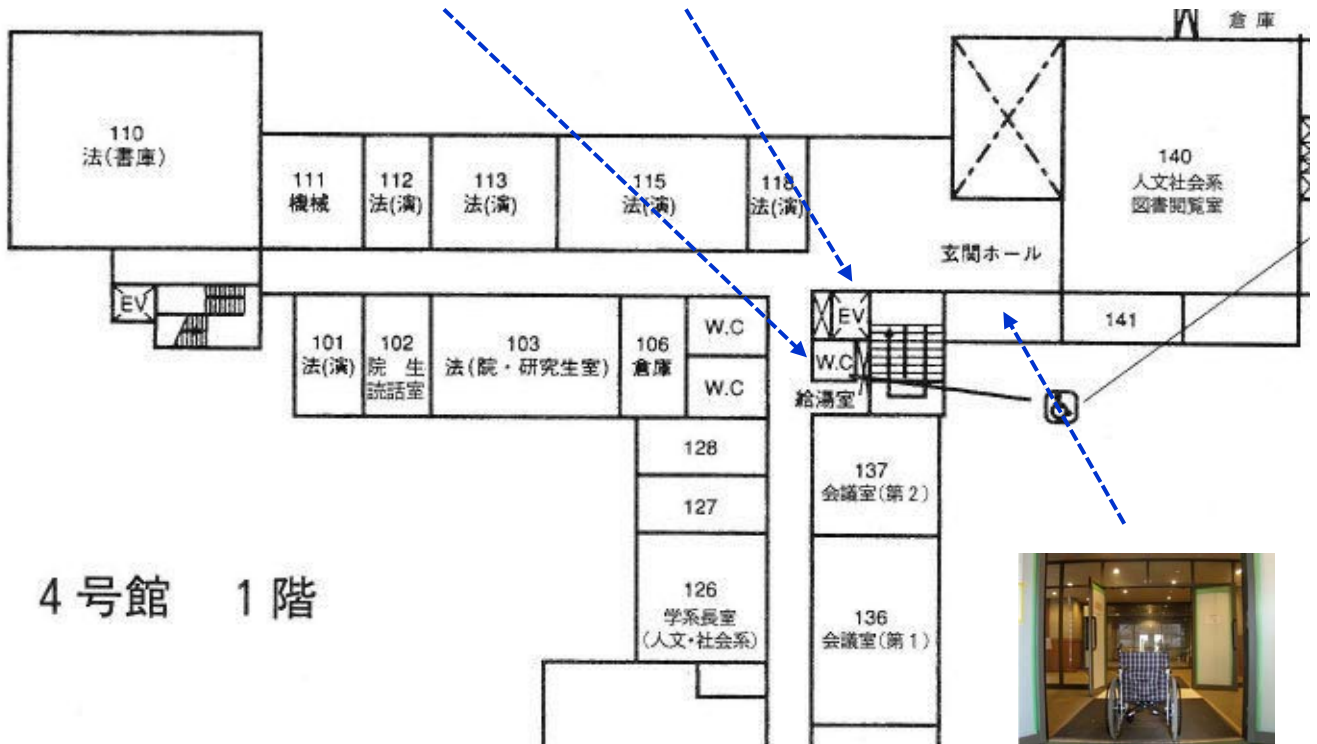 倉庫
110
法(書庫)
111
機械
112
法(演)
113
法(演)
115
法(演)
118
法(演)
140
人文社会系
図書閲覧室
玄関ホール
EV
101
法(演)
102
院生
読話室
103
法(院・研究生室)
106
倉庫
W.C
W.C
EV
W.C
給湯室
141
128
127
126
学系長室
(人文・社会系)
137
会議室(第2)
136
会議室(第1)
4号館 1階